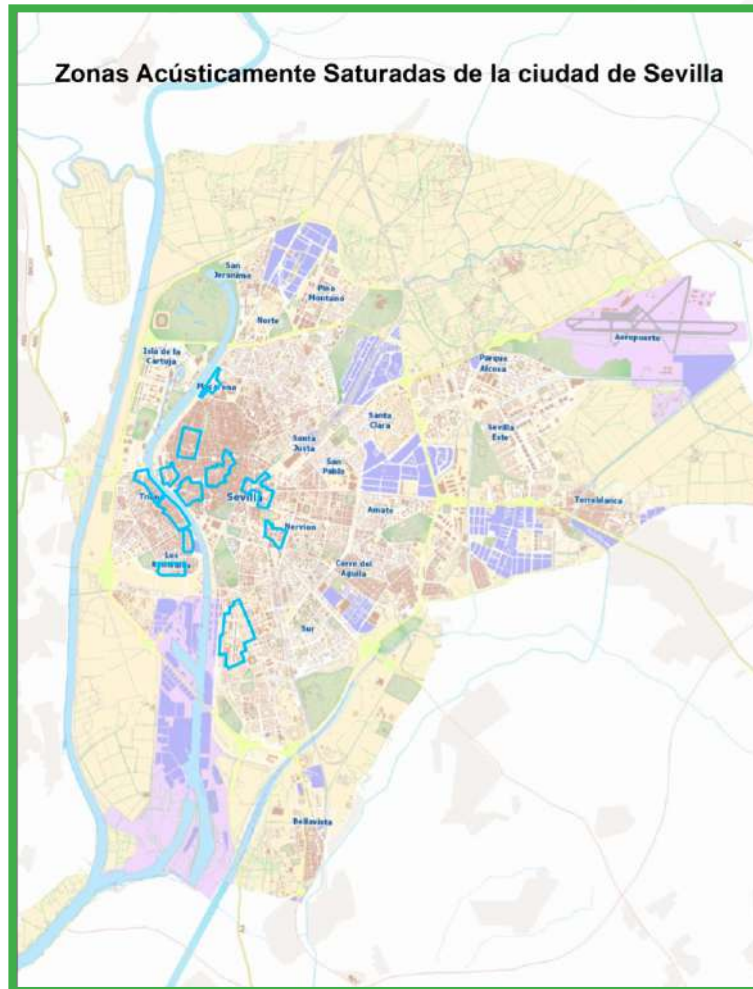 Zonas Acústicamente Saturadas de la ciudad de Sevilla
San
Jerónimo
Pino
Montano
Norte
Isla de la
Cartuja
Macarena
Aeropuerto
Parque
Alcosa
Santa
Clara
Sevilla
Este
Santa
Justa
San
Pablo
Triana
Sevilla
Amate
Torreblanca
Nervion
Los
Remedios
Cerro del
Aguila
Sur
Bellavista